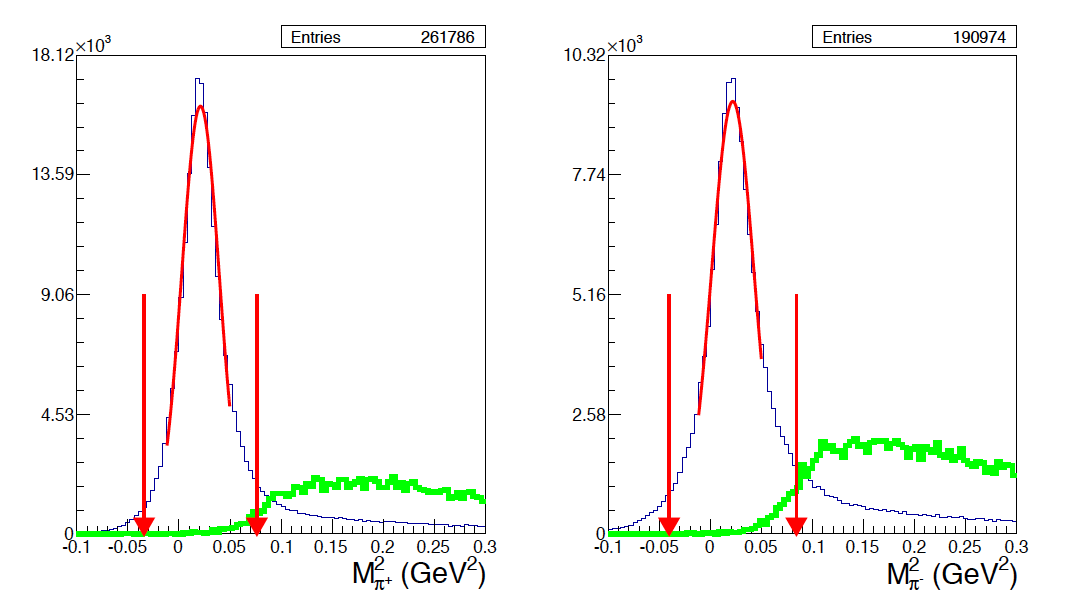 Entries 261786
18.12 ×10³
13.59
9.06
4.53
0
-0.1 -0.05 0 0.05 0.1 0.15 0.2 0.25 0.3
M²π⁺ (GeV²)
Entries 190974
10.32 ×10³
7.74
5.16
2.58
0
-0.1 -0.05 0 0.05 0.1 0.15 0.2 0.25 0.3
M²π⁻ (GeV²)